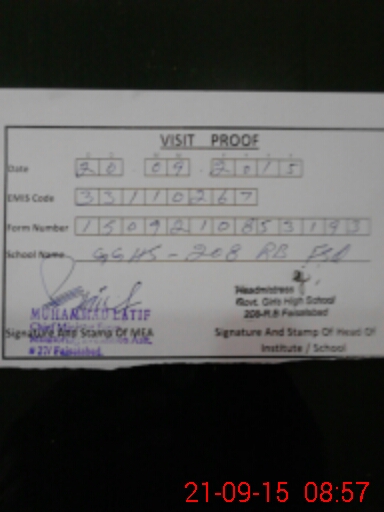 VISIT PROOF
Date 20 09 2015
EMIS Code 33110267
Form Number 1509210853193
School Name GGHS - 208 RB FSD
Headmistress
Govt. Girls High School
208-R.B Faisalabad
MUHAMMAD LATIF
Signature And Stamp Of MEA
Faisalabad.
Signature And Stamp Of Head Of
Institute / School
21-09-15 08:57